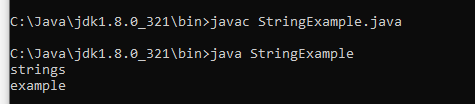 C:\Java\jdk1.8.0_321\bin>javac StringExample.java
C:\Java\jdk1.8.0_321\bin>java StringExample
strings
example